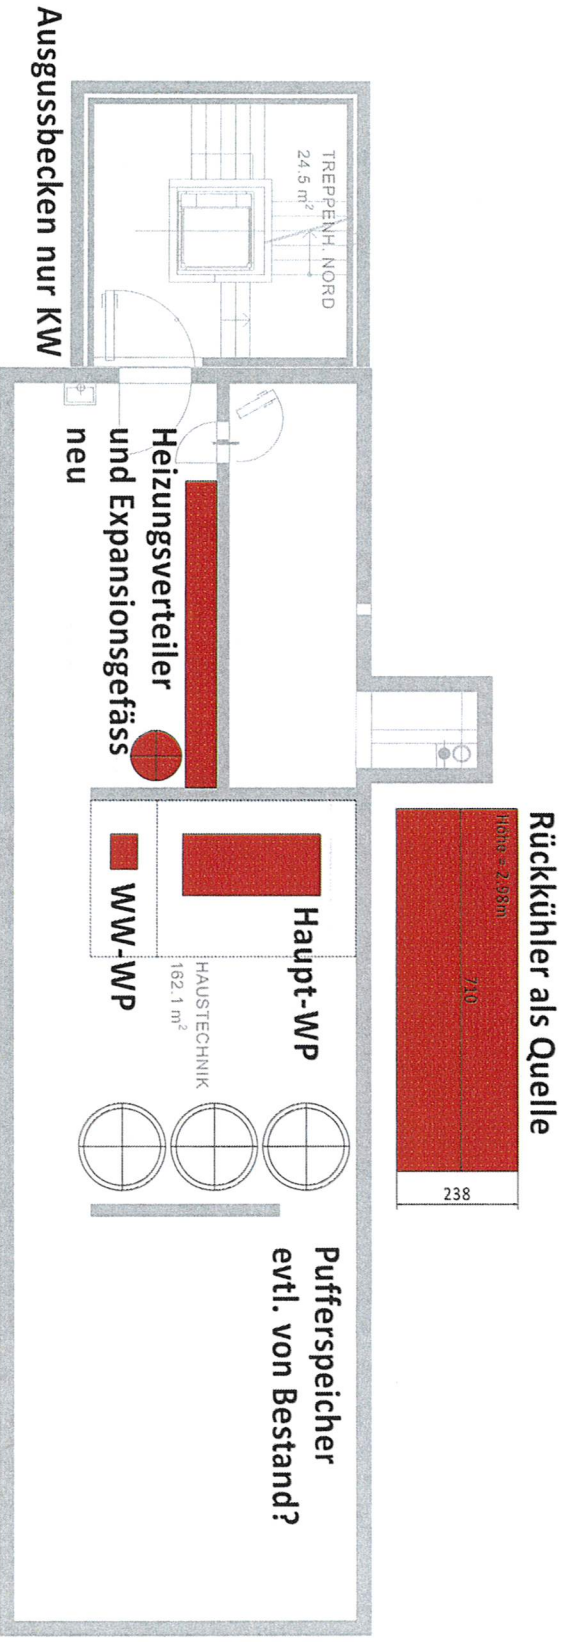 Rückkühler als Quelle
Höhe = 2.98m
710
238
TREPPENH. NORD
24.5 m²
Haupt-WP
Pufferspeicher
evtl. von Bestand?
HAUSTECHNIK
162.1 m²
Heizungsverteiler
und Expansionsgefäss
neu
WW-WP
Ausgussbecken nur KW